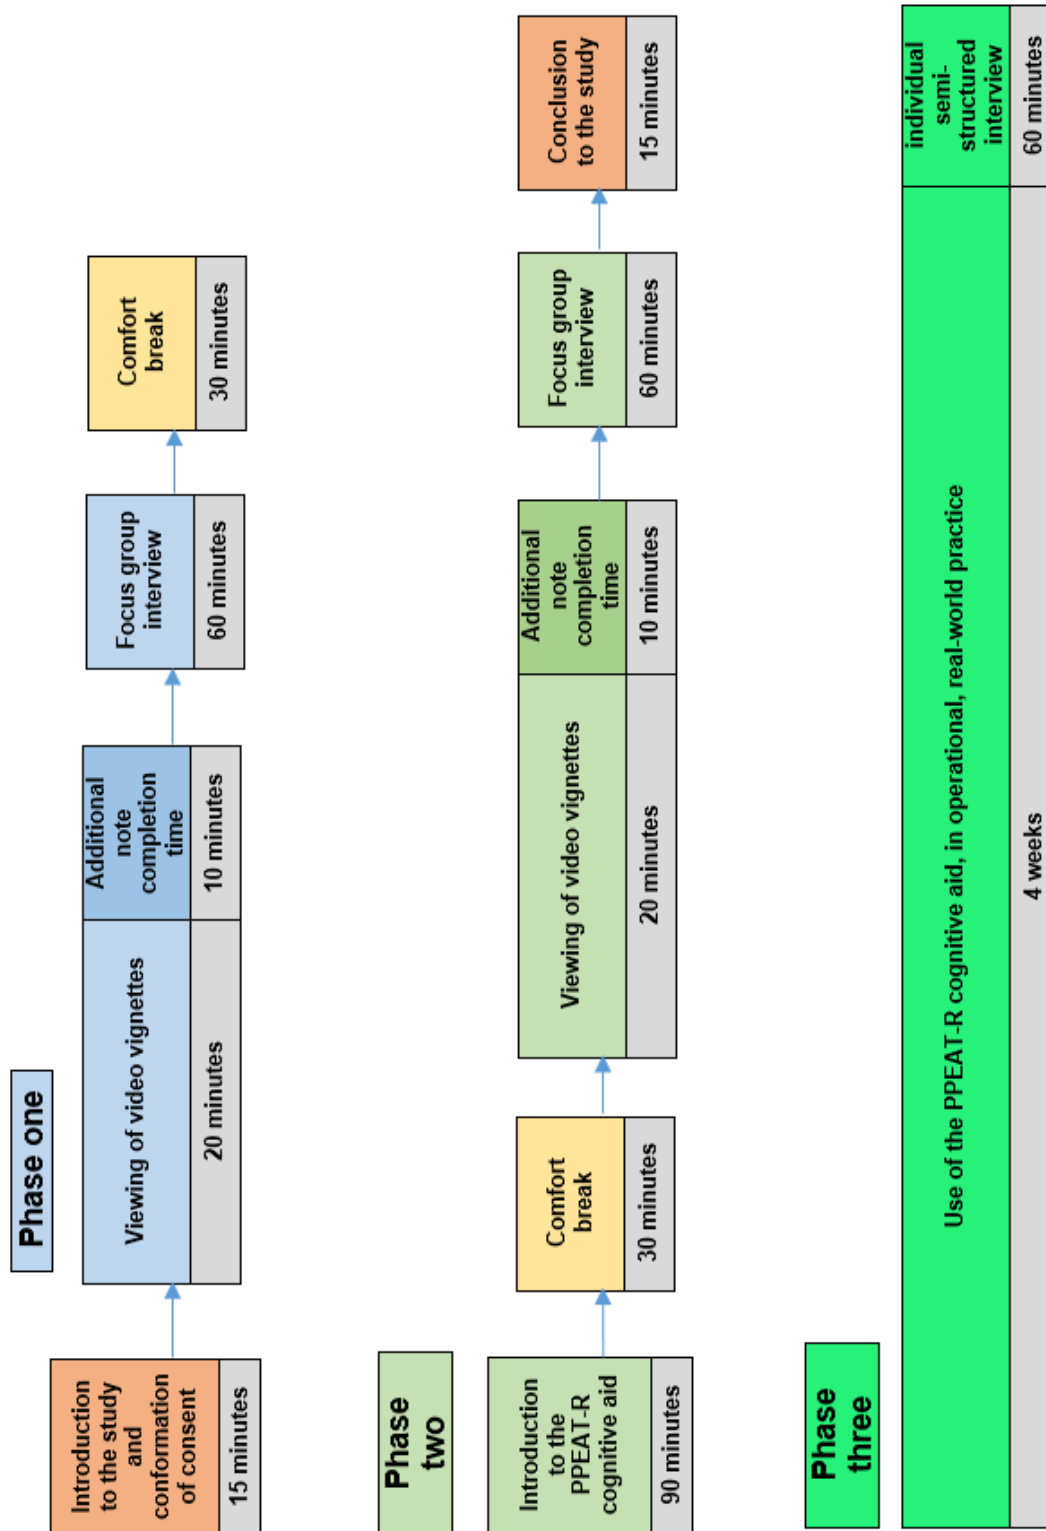 Phase one
Introduction
to the study
and
conformation
of consent
15 minutes
Viewing of video vignettes
20 minutes
Additional
note
completion
time
10 minutes
Focus group
interview
60 minutes
Comfort
break
30 minutes
Phase
two
Introduction
to the
PPEAT-R
cognitive aid
90 minutes
Comfort
break
30 minutes
Viewing of video vignettes
20 minutes
Additional
note
completion
time
10 minutes
Focus group
interview
60 minutes
Conclusion
to the study
15 minutes
Phase
three
Use of the PPEAT-R cognitive aid, in operational, real-world practice
4 weeks
individual
semi-
structured
interview
60 minutes